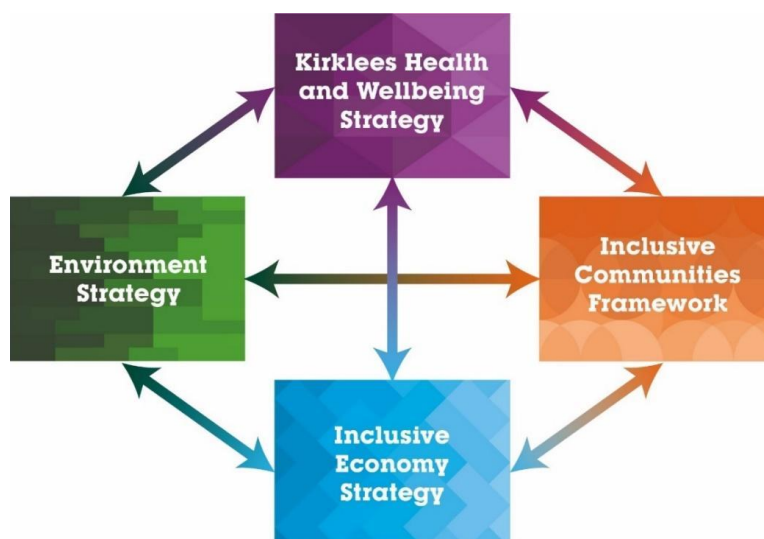 Kirklees Health
and Wellbeing
Strategy
Environment
Strategy
Inclusive
Communities
Framework
Inclusive
Economy
Strategy